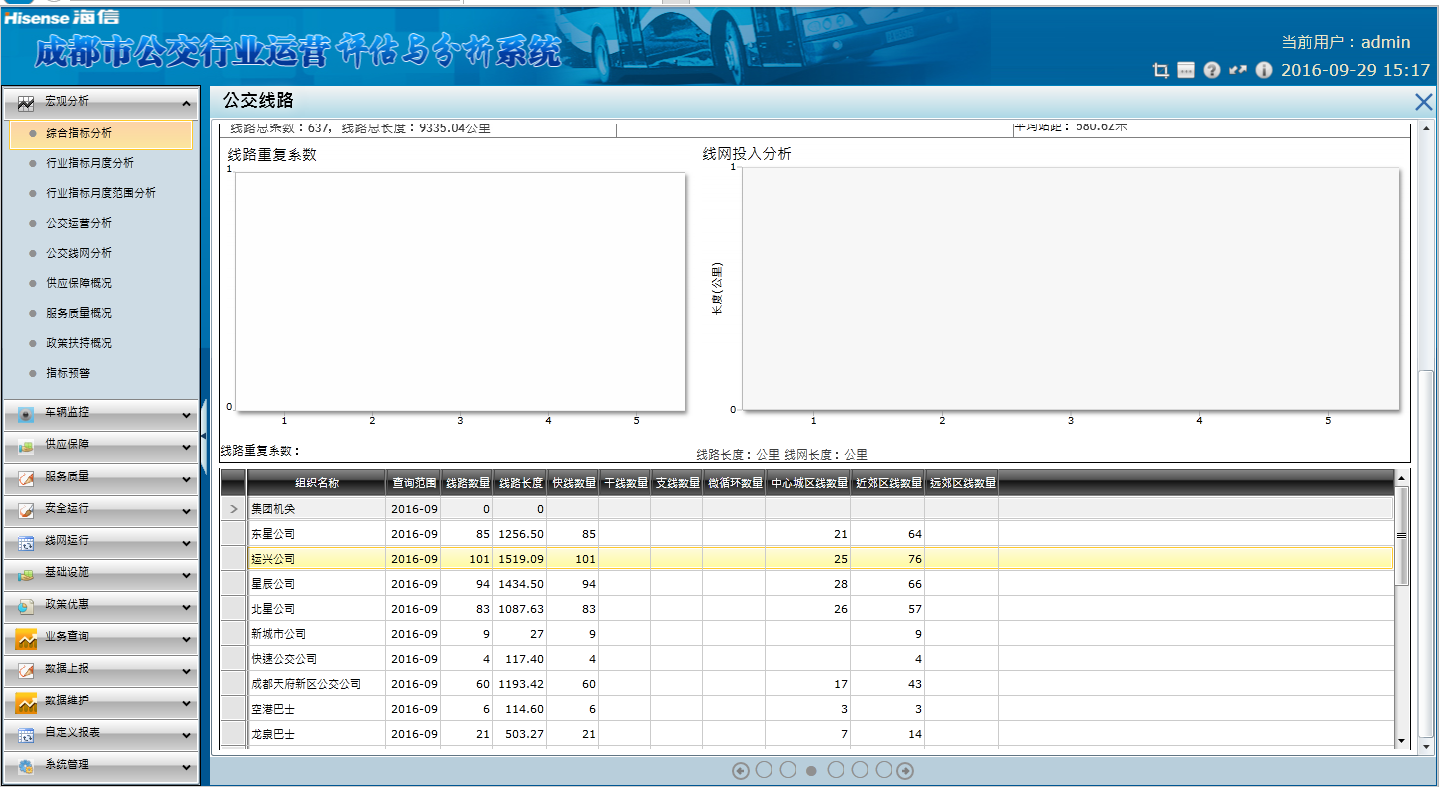 Hisense 海信
成都市公交行业运营评估与分析系统
当前用户：admin
2016-09-29 15:17
宏观分析
综合指标分析
行业指标月度分析
行业指标月度范围分析
公交运营分析
公交线网分析
供应保障概况
服务质量概况
政策扶持概况
指标预警
车辆监控
供应保障
服务质量
安全运行
线网运行
基础设施
政策优惠
业务查询
数据上报
数据维护
自定义报表
系统管理
公交线路
线路总条数：637，线路总长度：9335.04公里
平均站距：580.62米
线路重复系数
1
0
1 2 3 4 5
线路重复系数：
线网投入分析
1
长度(公里)
0
1 2 3 4 5
线路长度：公里 线网长度：公里
组织名称 查询范围 线路数量 线路长度 快线数量 干线数量 支线数量 微循环数量 中心城区线数量 近郊区线数量 远郊区线数量
集团机关 2016-09 0 0
东星公司 2016-09 85 1256.50 85 21 64
运兴公司 2016-09 101 1519.09 101 25 76
星辰公司 2016-09 94 1434.50 94 28 66
北星公司 2016-09 83 1087.63 83 26 57
新城市公司 2016-09 9 27 9 9
快速公交公司 2016-09 4 117.40 4 4
成都天府新区公交公司 2016-09 60 1193.42 60 17 43
空港巴士 2016-09 6 114.60 6 3 3
龙泉巴士 2016-09 21 503.27 21 7 14